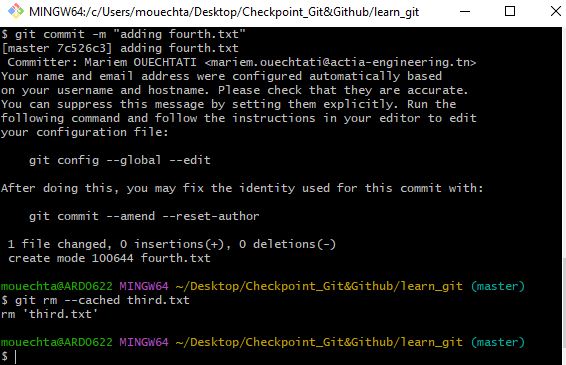 MINGW64:/c/Users/mouechta/Desktop/Checkpoint_Git&Github/learn_git
$ git commit -m "adding fourth.txt"
[master 7c526c3] adding fourth.txt
 Committer: Mariem OUECHTATI <mariem.ouechtati@actia-engineering.tn>
Your name and email address were configured automatically based
on your username and hostname. Please check that they are accurate.
You can suppress this message by setting them explicitly. Run the
following command and follow the instructions in your editor to edit
your configuration file:

    git config --global --edit

After doing this, you may fix the identity used for this commit with:

    git commit --amend --reset-author

 1 file changed, 0 insertions(+), 0 deletions(-)
 create mode 100644 fourth.txt

mouechta@ARD0622 MINGW64 ~/Desktop/Checkpoint_Git&Github/learn_git (master)
$ git rm --cached third.txt
rm 'third.txt'

mouechta@ARD0622 MINGW64 ~/Desktop/Checkpoint_Git&Github/learn_git (master)
$